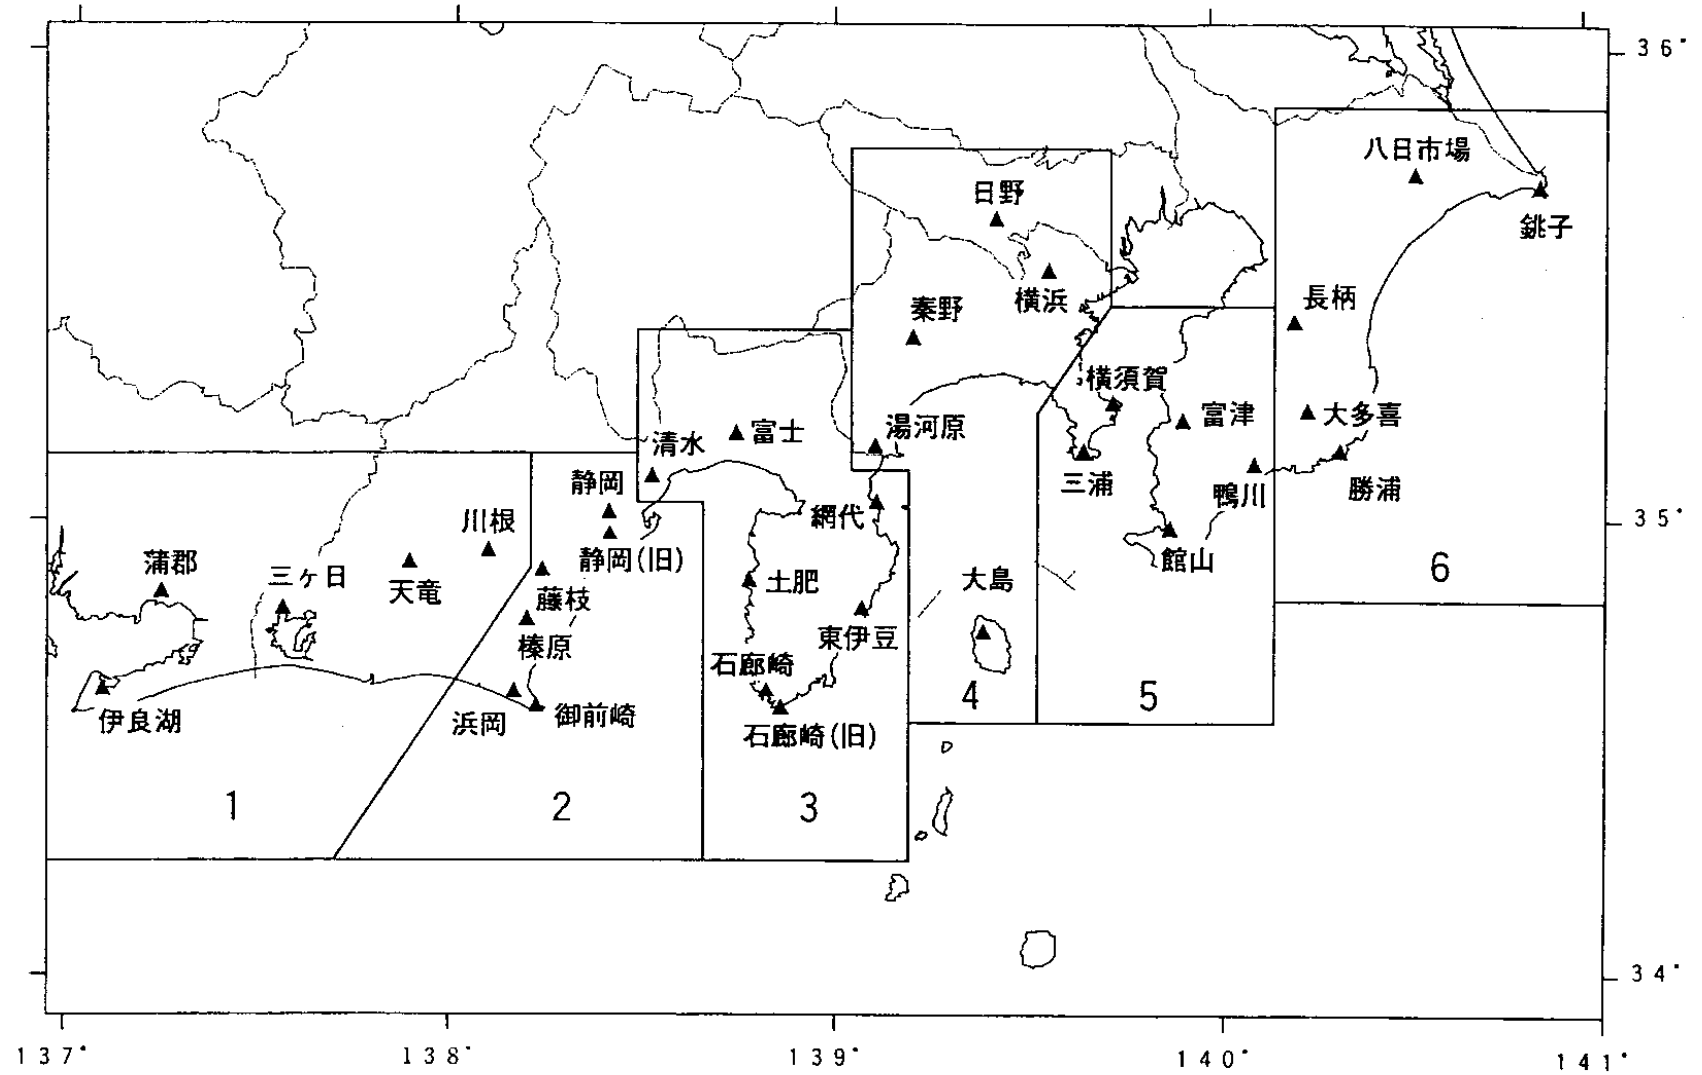 36°
八日市場
日野
銚子
横浜
長柄
秦野
横須賀
富津
大多喜
湯河原
富士
清水
三浦
静岡
勝浦
鴨川
網代
川根
35°
静岡(旧)
館山
蒲郡
三ヶ日
6
大島
土肥
天竜
藤枝
東伊豆
榛原
石廊崎
4
5
御前崎
伊良湖
浜岡
石廊崎(旧)
1
2
3
34°
137°
138°
139°
140°
141°